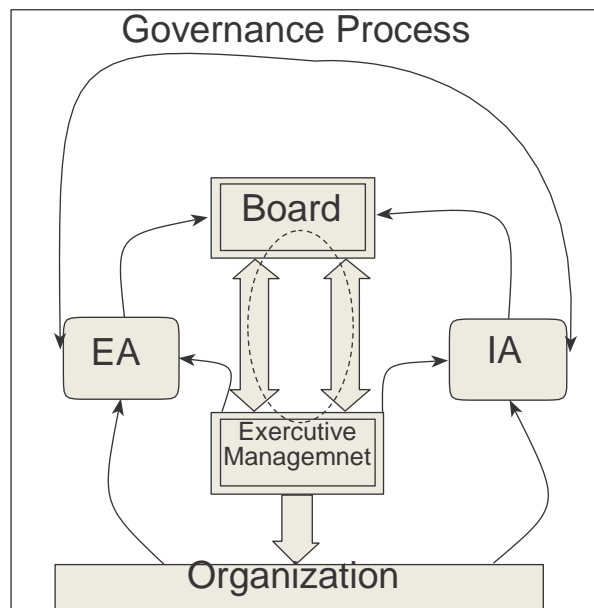 Governance Process
Board
EA
IA
Exercutive
Managemnet
Organization